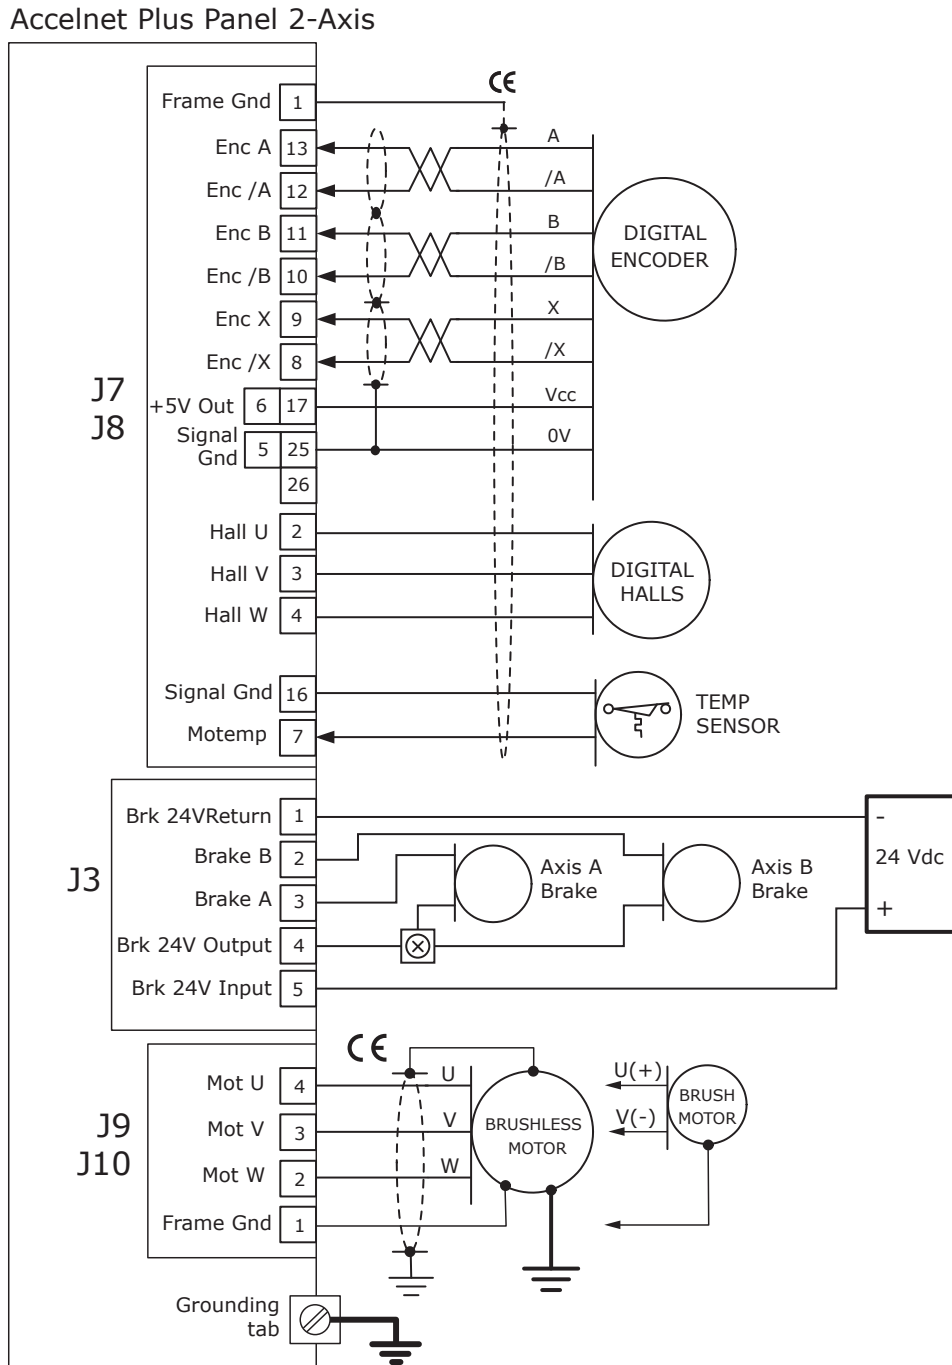 Accelnet Plus Panel 2-Axis
CE
Frame Gnd 1
Enc A 13 A
Enc /A 12 /A
Enc B 11 B
Enc /B 10 /B
DIGITAL
ENCODER
Enc X 9 X
Enc /X 8 /X
J7
J8
+5V Out 6 17 Vcc
Signal
Gnd 5 25 0V
26
Hall U 2
Hall V 3
Hall W 4
DIGITAL
HALLS
Signal Gnd 16
Motemp 7
TEMP
SENSOR
J3
Brk 24VReturn 1
Brake B 2
Brake A 3
Brk 24V Output 4
Brk 24V Input 5
Axis A
Brake
Axis B
Brake
-
24 Vdc
+
CE
J9
J10
Mot U 4 U
Mot V 3 V
Mot W 2 W
Frame Gnd 1
BRUSHLESS
MOTOR
U(+)
V(-)
BRUSH
MOTOR
Grounding
tab